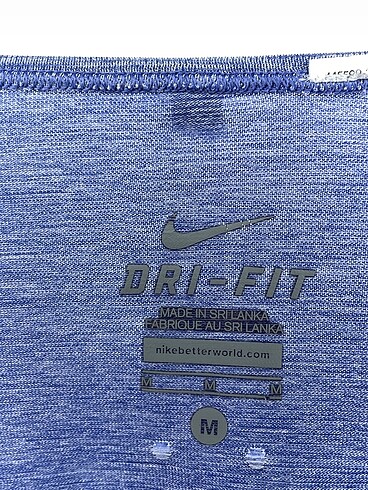 DRI-FIT
MADE IN SRI LANKA
FABRIQUE AU SRI LANKA
nikebetterworld.com
M M M
M